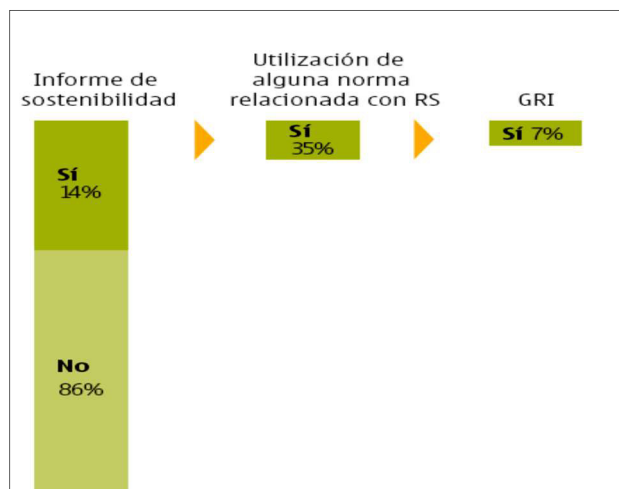 Informe de
sostenibilidad
Sí
14%
No
86%
Utilización de
alguna norma
relacionada con RS
Sí
35%
GRI
Sí 7%